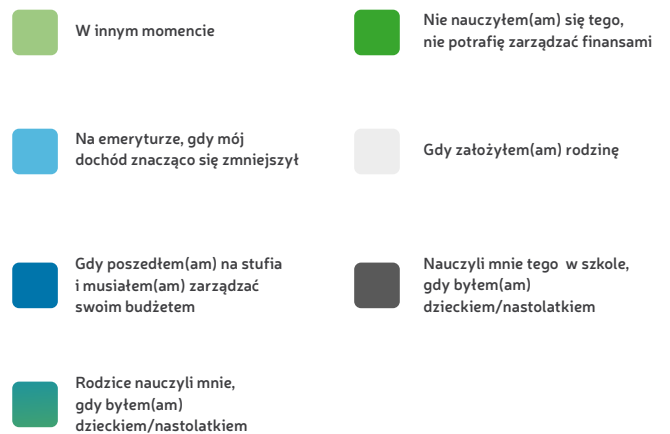 W innym momencie
Nie nauczyłem(am) się tego,
nie potrafię zarządzać finansami
Na emeryturze, gdy mój
dochód znacząco się zmniejszył
Gdy założyłem(am) rodzinę
Gdy poszedłem(am) na stufia
i musiałem(am) zarządzać
swoim budżetem
Nauczyli mnie tego w szkole,
gdy byłem(am)
dzieckiem/nastolatkiem
Rodzice nauczyli mnie,
gdy byłem(am)
dzieckiem/nastolatkiem